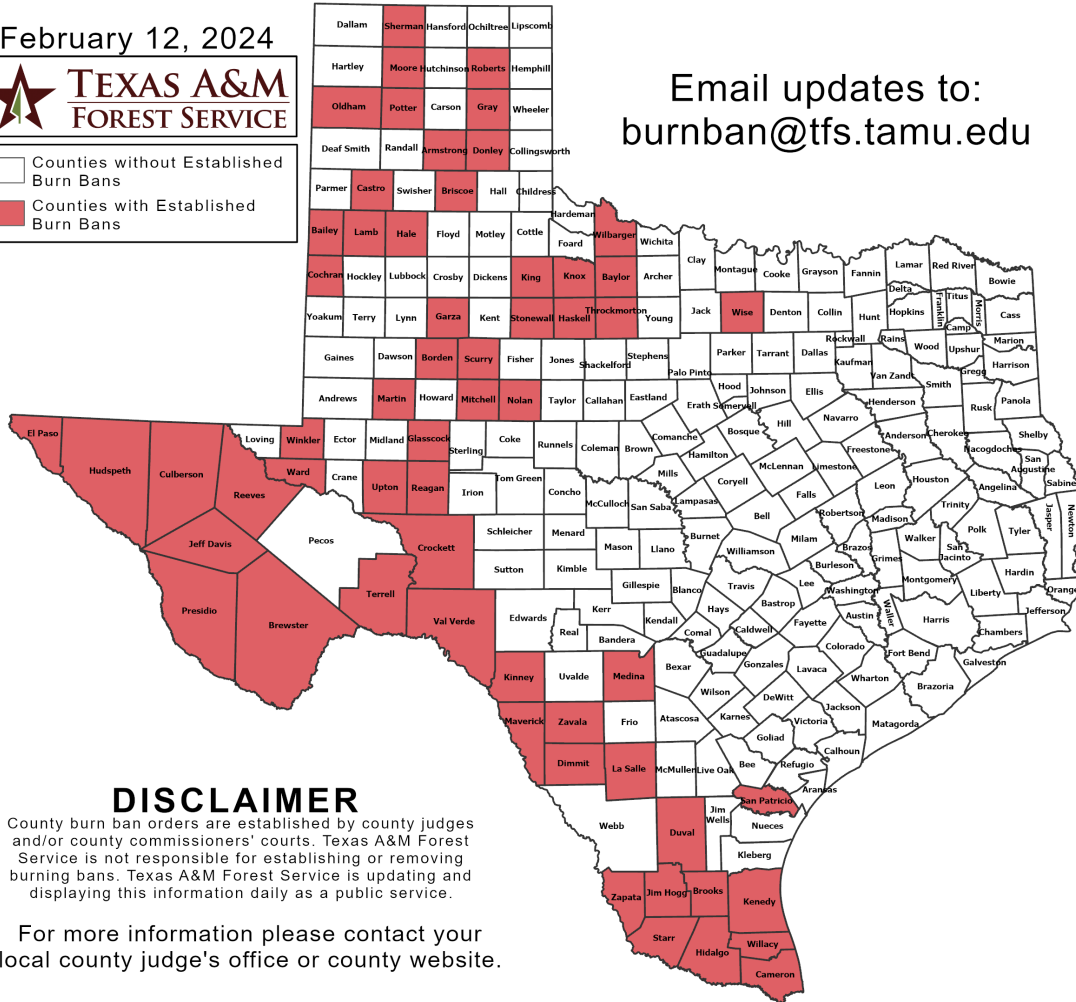 February 12, 2024
TEXAS A&M
FOREST SERVICE
Counties without Established
Burn Bans
Counties with Established
Burn Bans
Email updates to:
burnban@tfs.tamu.edu
Dallam Sherman Hansford Ochiltree Lipscomb
Hartley Moore Hutchinson Roberts Hemphill
Oldham Potter Carson Gray Wheeler
Deaf Smith Randall Armstrong Donley Collingsworth
Parmer Castro Swisher Briscoe Hall Childress
Hardeman
Bailey Lamb Hale Floyd Motley Cottle Foard Wilbarger Wichita
Clay Montague Cooke Grayson Fannin Lamar Red River Bowie
Cochran Hockley Lubbock Crosby Dickens King Knox Baylor Archer
Delta Franklin Titus Morris Cass
Yoakum Terry Lynn Garza Kent Stonewall Haskell Throckmorton Young Jack Wise Denton Collin Hunt Hopkins Camp
Rockwall Rains Wood Upshur Marion
Gaines Dawson Borden Scurry Fisher Jones Shackelford Stephens Palo Pinto Parker Tarrant Dallas Kaufman Van Zandt Smith Gregg Harrison
Andrews Martin Howard Mitchell Nolan Taylor Callahan Eastland Erath Hood Somervell Johnson Ellis Henderson Rusk Panola
El Paso Hudspeth Culberson Reeves Loving Winkler Ector Midland Glasscock Sterling Coke Runnels Coleman Brown Comanche Hamilton Bosque Hill Navarro Freestone Anderson Cherokee Nacogdoches Shelby
San
Augustine
Sabine
Ward Crane Upton Reagan Irion Tom Green Concho McCulloch San Saba Mills Lampasas Coryell McLennan Limestone Falls Leon Houston Angelina
Trinity Polk Tyler Jasper Newton
Jeff Davis Pecos Crockett Schleicher Menard Mason Llano Burnet Bell Milam Robertson Madison Brazos Grimes Walker
San
Jacinto
Hardin
Presidio Brewster Terrell Val Verde Sutton Kimble Gillespie Blanco Williamson Travis Lee Burleson Washington Montgomery Liberty Orange
Edwards Real Kerr Bandera Kendall Comal Hays Caldwell Bastrop Fayette Austin Waller Harris Chambers Jefferson
Kinney Uvalde Medina Bexar Guadalupe Gonzales Lavaca Colorado Fort Bend Wharton Brazoria Galveston
Maverick Zavala Frio Atascosa Wilson Karnes DeWitt Victoria Jackson Matagorda
Dimmit La Salle McMullen Live Oak Bee Goliad Refugio Calhoun Aransas
Webb Duval
Jim
Wells
San Patricio Nueces Kleberg
Zapata Jim Hogg Brooks Kenedy
Starr Hidalgo Willacy
Cameron
DISCLAIMER
County burn ban orders are established by county judges
and/or county commissioners' courts. Texas A&M Forest
Service is not responsible for establishing or removing
burning bans. Texas A&M Forest Service is updating and
displaying this information daily as a public service.
For more information please contact your
local county judge's office or county website.